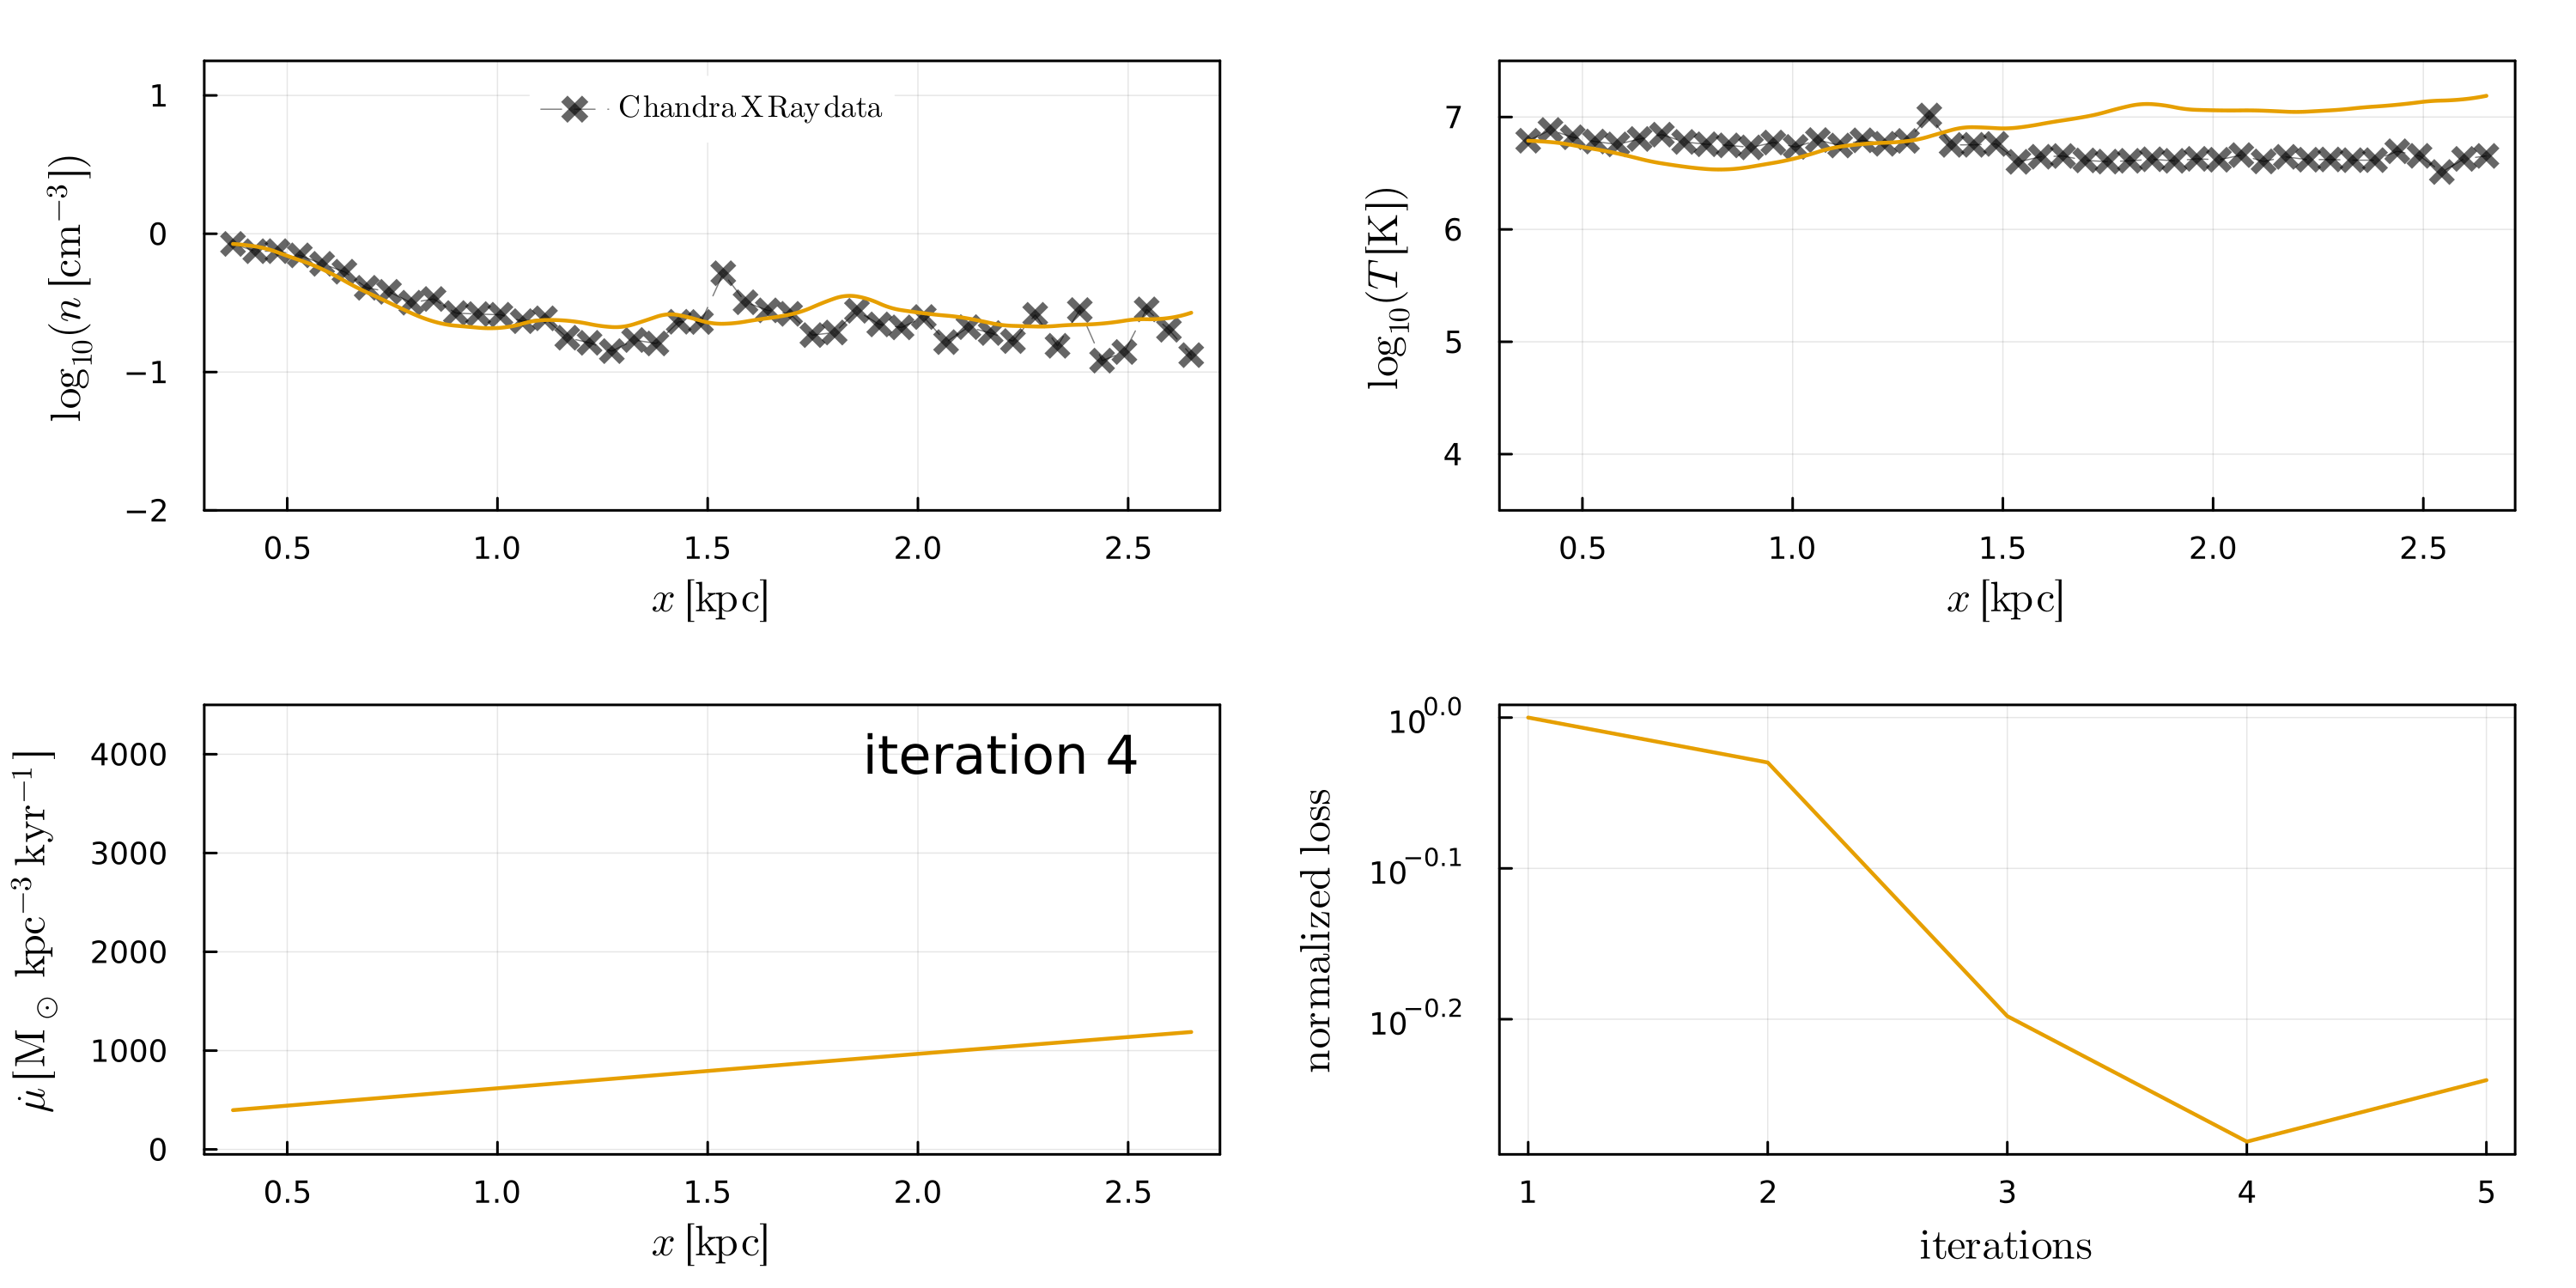 Chandra X Ray data
log₁₀(n [cm⁻³])
1
0
−1
−2
0.5 1.0 1.5 2.0 2.5
x [kpc]
log₁₀(T [K])
7
6
5
4
0.5 1.0 1.5 2.0 2.5
x [kpc]
iteration 4
μ̇ [M⊙ kpc⁻³ kyr⁻¹]
4000
3000
2000
1000
0
0.5 1.0 1.5 2.0 2.5
x [kpc]
normalized loss
10⁰·⁰
10⁻⁰·¹
10⁻⁰·²
1 2 3 4 5
iterations